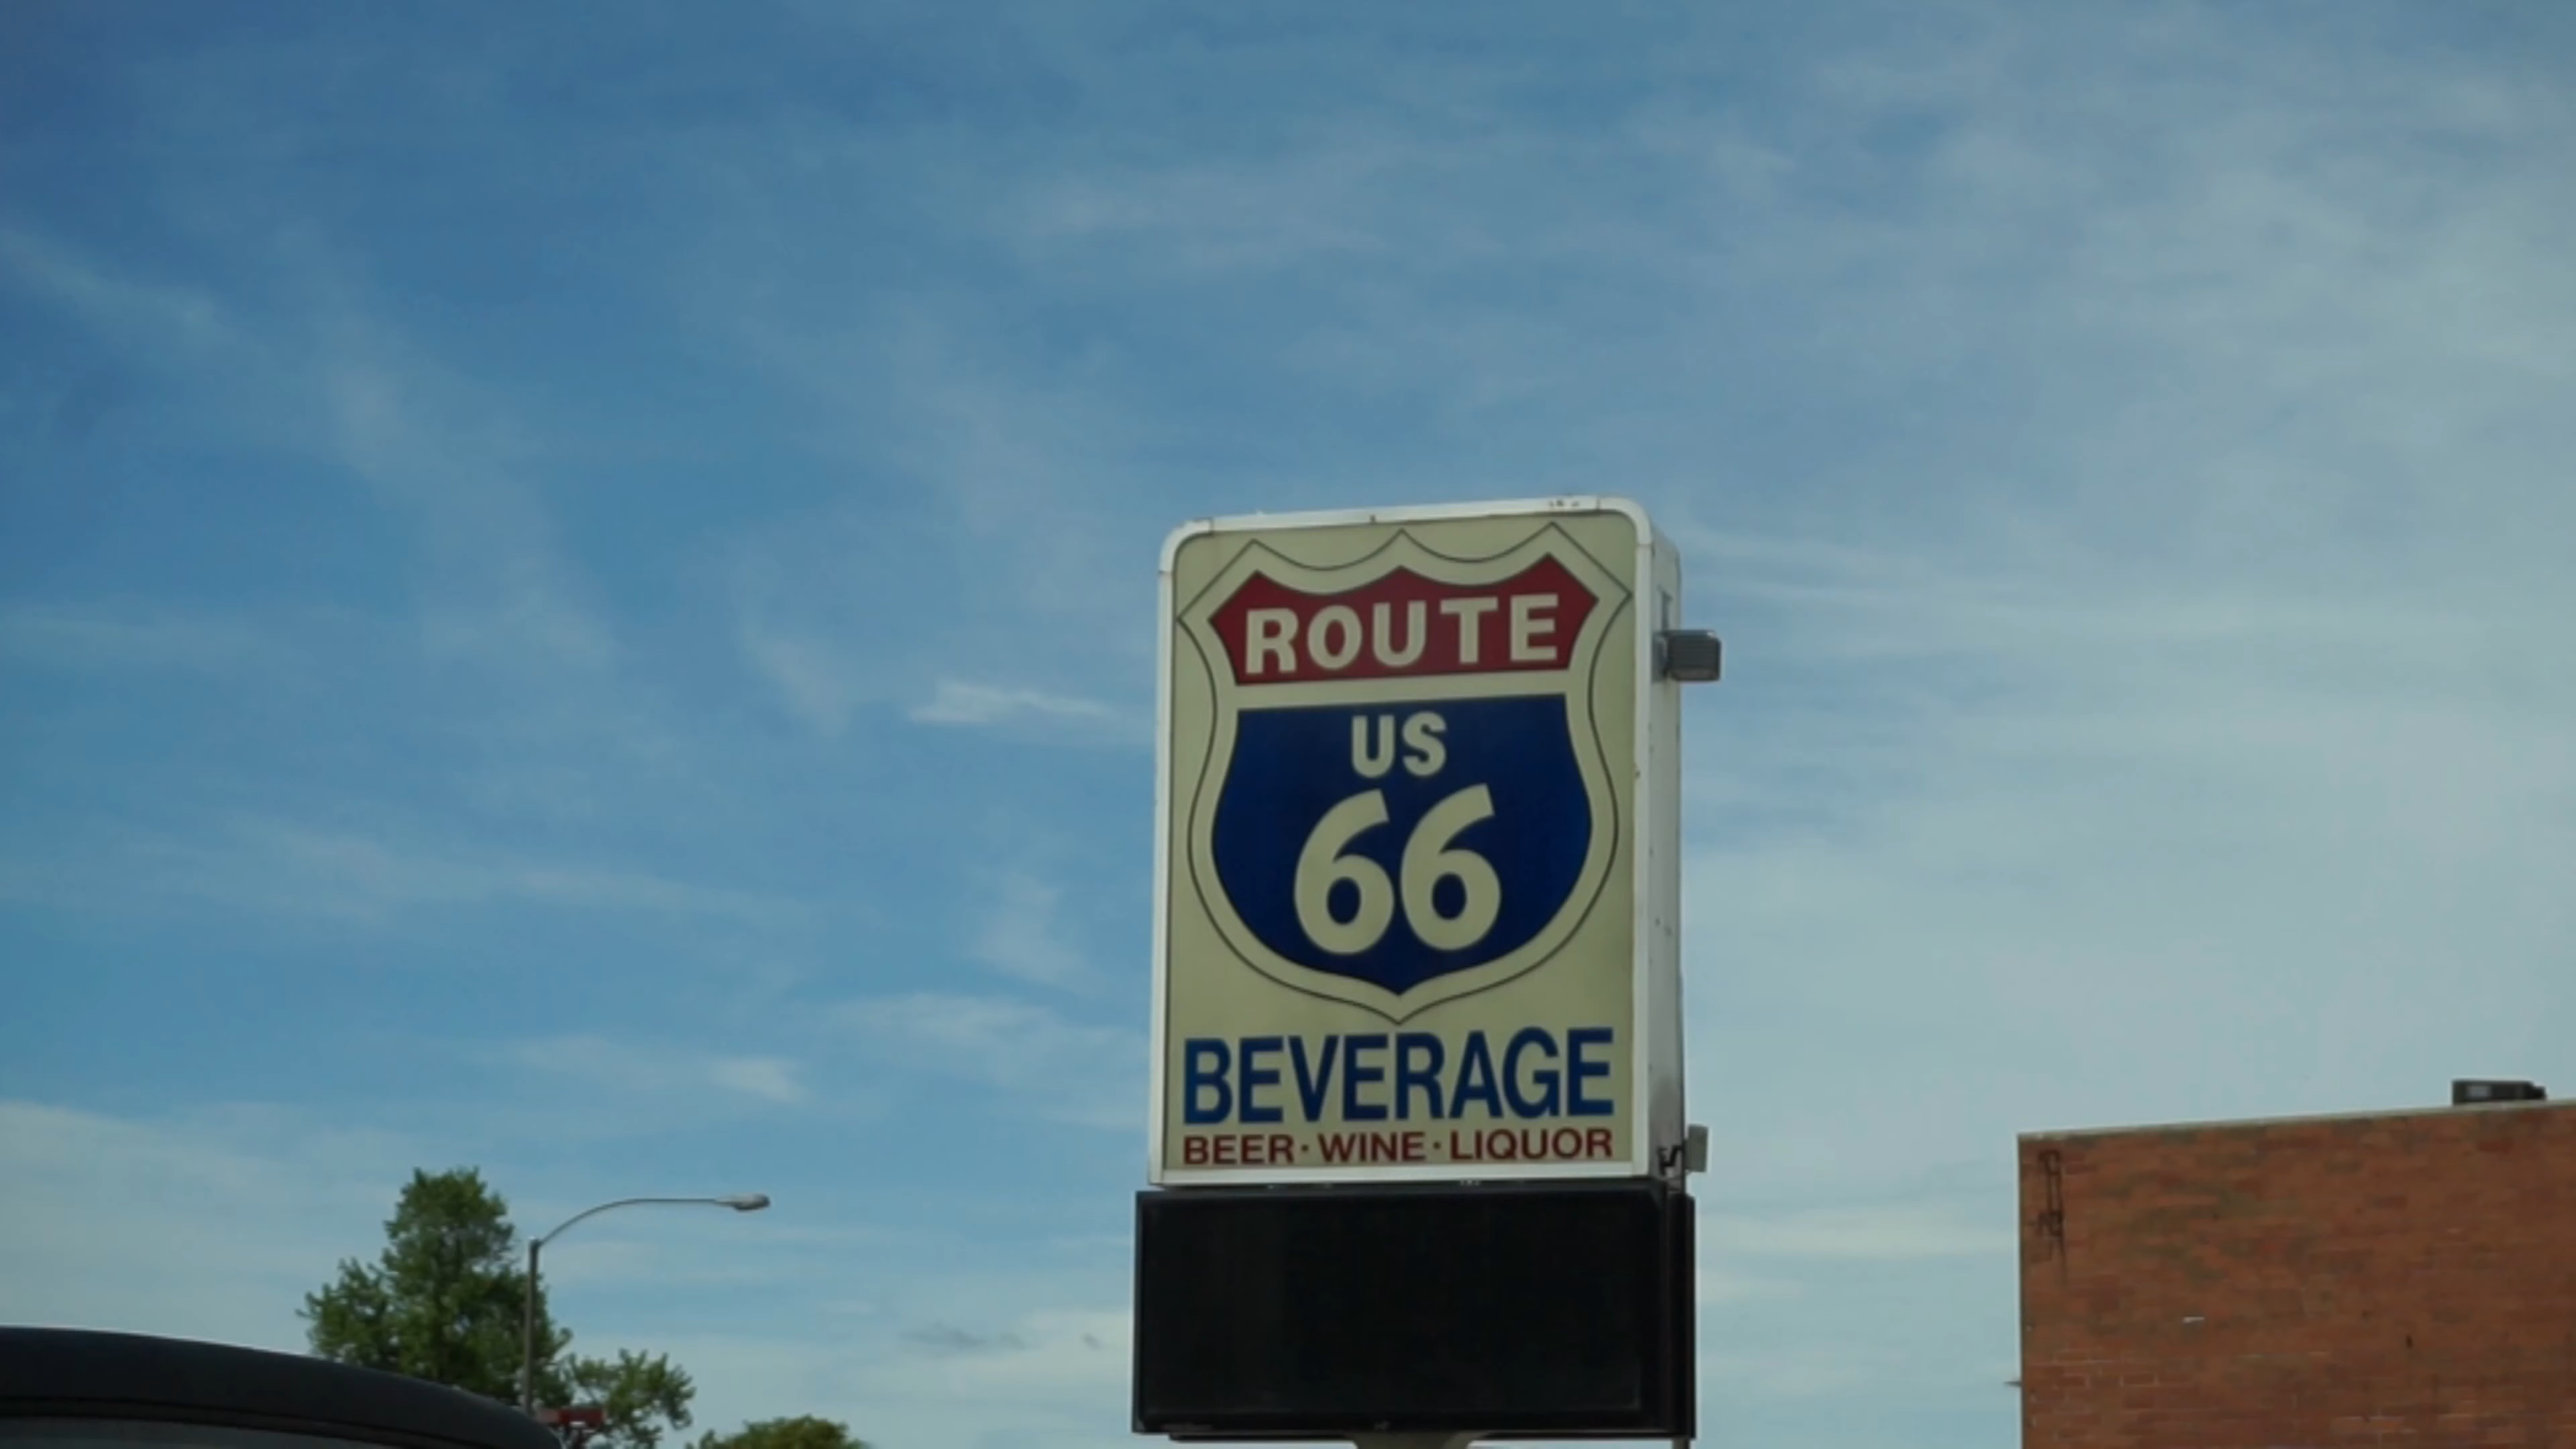 ROUTE
US
66
BEVERAGE
BEER · WINE · LIQUOR